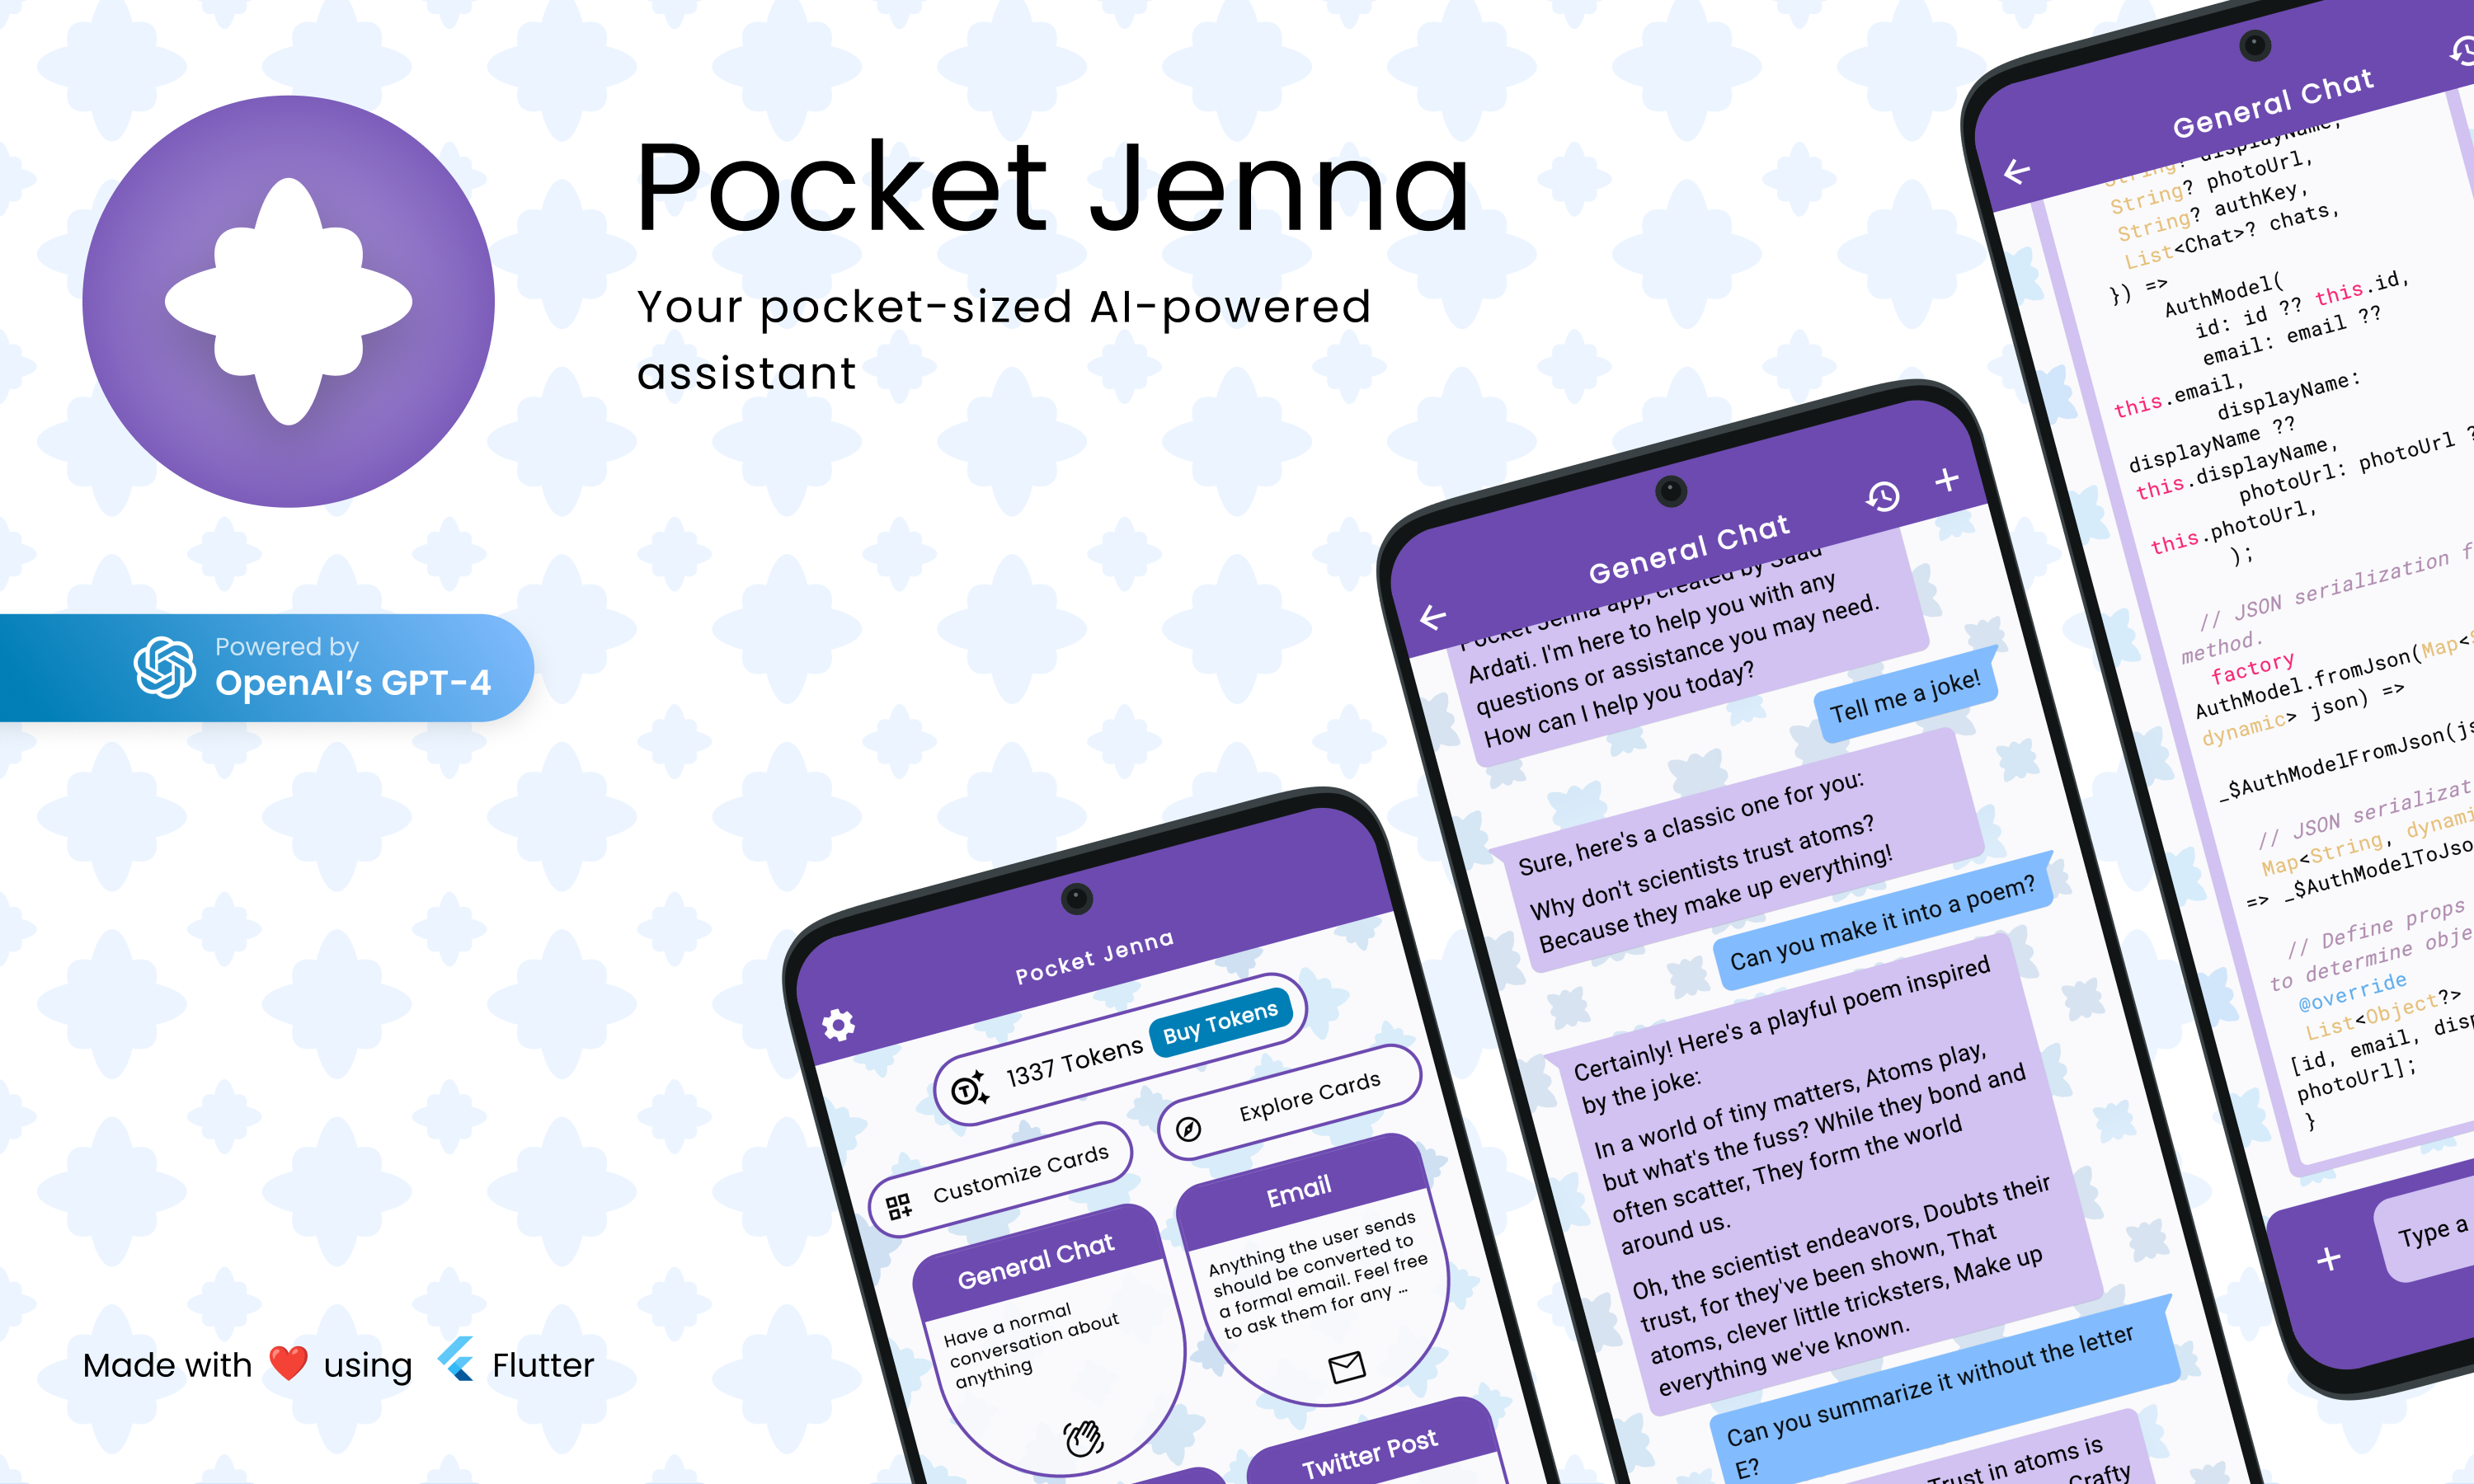 Pocket Jenna
Your pocket-sized AI-powered
assistant
Powered by
OpenAI’s GPT-4
Made with ❤️ using Flutter
Pocket Jenna
1337 Tokens
Buy Tokens
Customize Cards
Explore Cards
General Chat
Have a normal
conversation about
anything
Email
Anything the user sends
should be converted to
a formal email. Feel free
to ask them for any ...
Twitter Post
General Chat
Pocket Jenna app, created by Saad
Ardati. I'm here to help you with any
questions or assistance you may need.
How can I help you today?
Tell me a joke!
Sure, here's a classic one for you:
Why don't scientists trust atoms?
Because they make up everything!
Can you make it into a poem?
Certainly! Here's a playful poem inspired
by the joke:
In a world of tiny matters, Atoms play,
but what's the fuss? While they bond and
often scatter, They form the world
around us.
Oh, the scientist endeavors, Doubts their
trust, for they've been shown, That
atoms, clever little tricksters, Make up
everything we've known.
Can you summarize it without the letter
E?
Trust in atoms is
Crafty
General Chat
String? displayName,
String? photoUrl,
String? authKey,
List<Chat>? chats,
}) =>
AuthModel(
id: id ?? this.id,
email: email ??
this.email,
displayName:
displayName ??
this.displayName,
photoUrl: photoUrl ?
this.photoUrl,
);
// JSON serialization
method.
factory
AuthModel.fromJson(Map<
dynamic> json) =>
_$AuthModelFromJson(
// JSON
Map<String,
=> _$AuthModelToJso
// Define props
to determine
@override
List<Object?>
[id, email,
photoUrl];
}
Type a